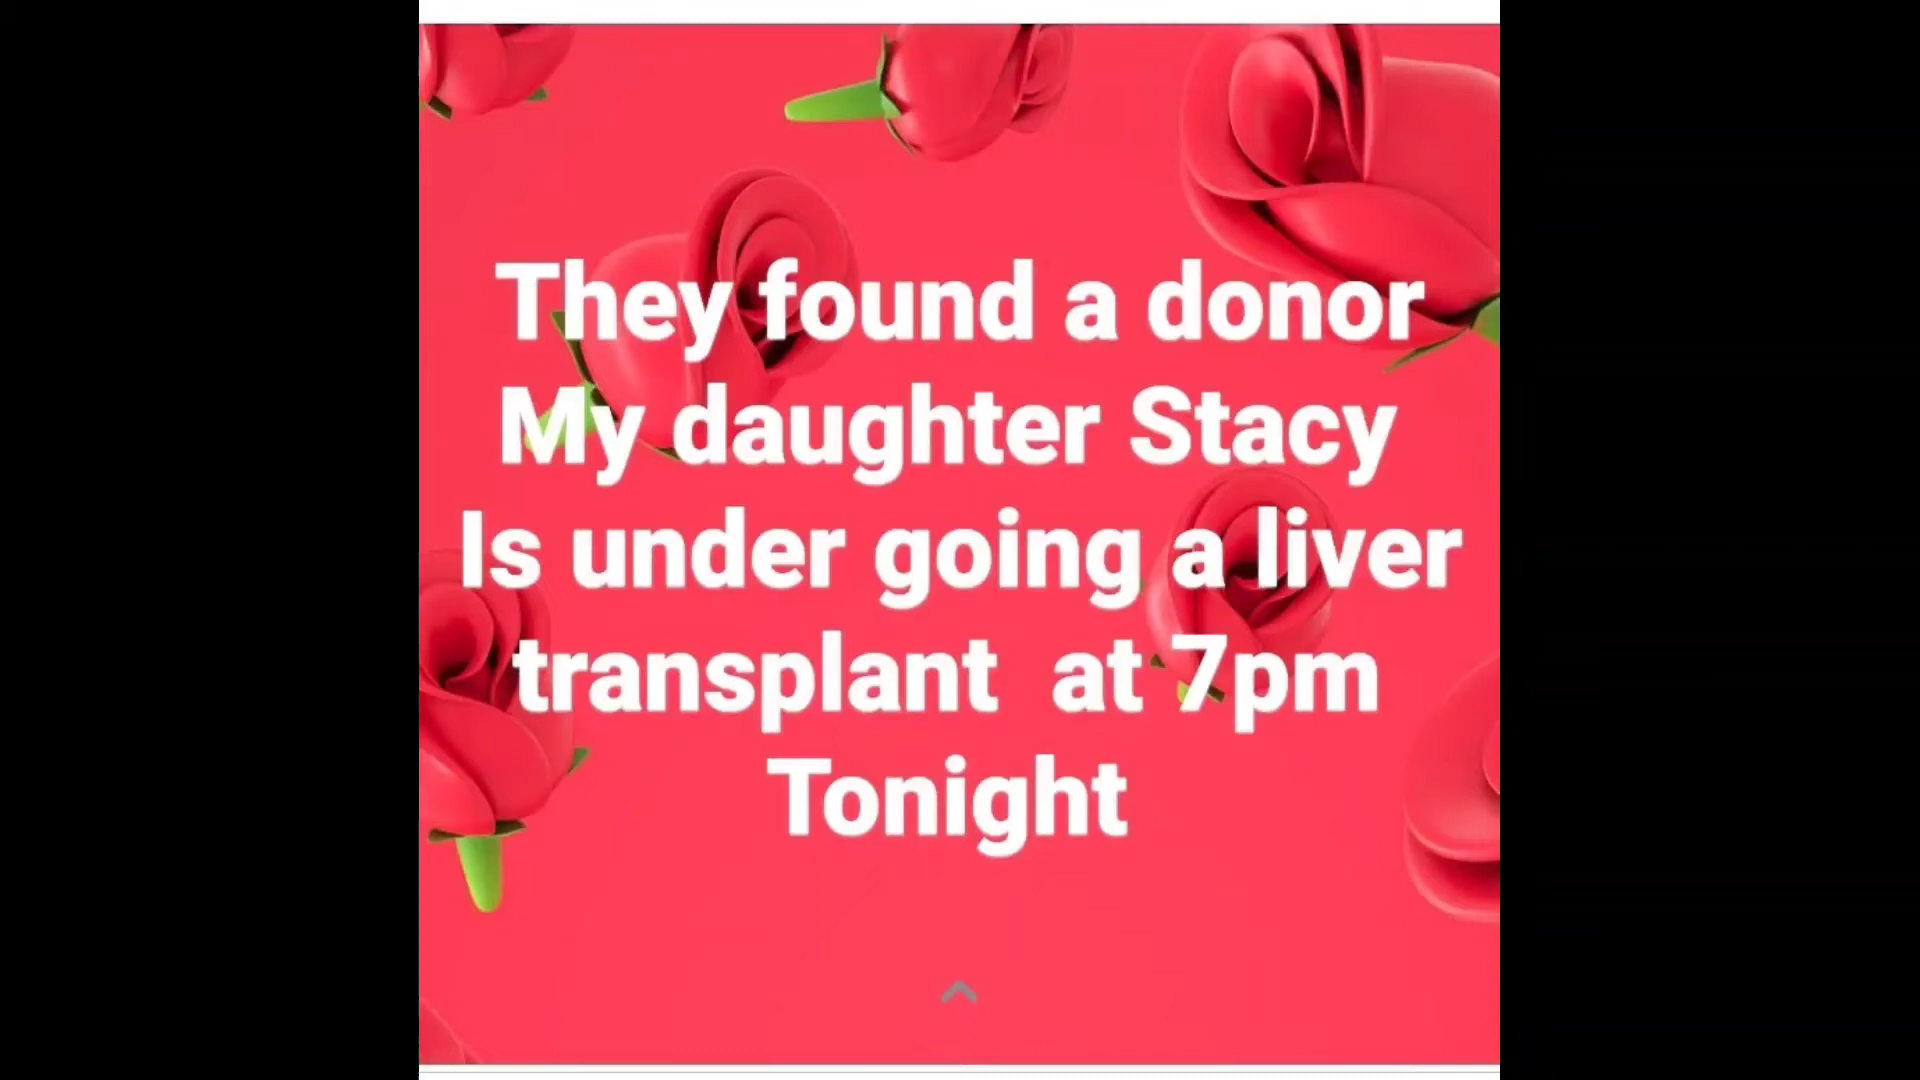 They found a donor
My daughter Stacy
Is under going a liver
transplant  at 7pm
Tonight